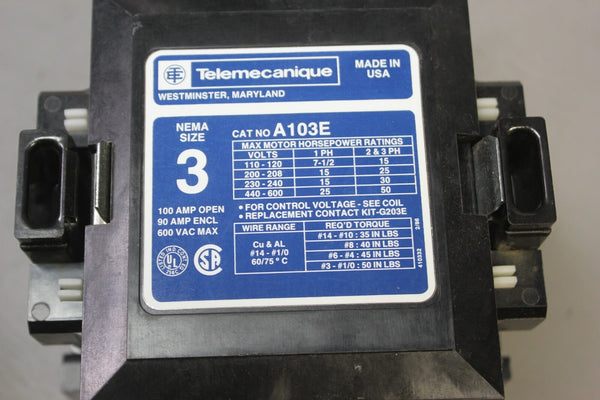 TE Telemecanique
MADE IN
USA
WESTMINSTER, MARYLAND
NEMA
SIZE
3
100 AMP OPEN
90 AMP ENCL
600 VAC MAX
CAT NO A103E
MAX MOTOR HORSEPOWER RATINGS
VOLTS 1 PH 2 & 3 PH
110 - 120 7-1/2 15
200 - 208 15 25
230 - 240 15 30
440 - 600 25 50
• FOR CONTROL VOLTAGE - SEE COIL
• REPLACEMENT CONTACT KIT-G203E
WIRE RANGE REQ'D TORQUE
Cu & Al
#14 - #1/0
60/75° C
#14 - #10 : 35 IN LBS
#8 : 40 IN LBS
#6 - #4 : 45 IN LBS
#3 - #1/0 : 50 IN LBS
UL
SA